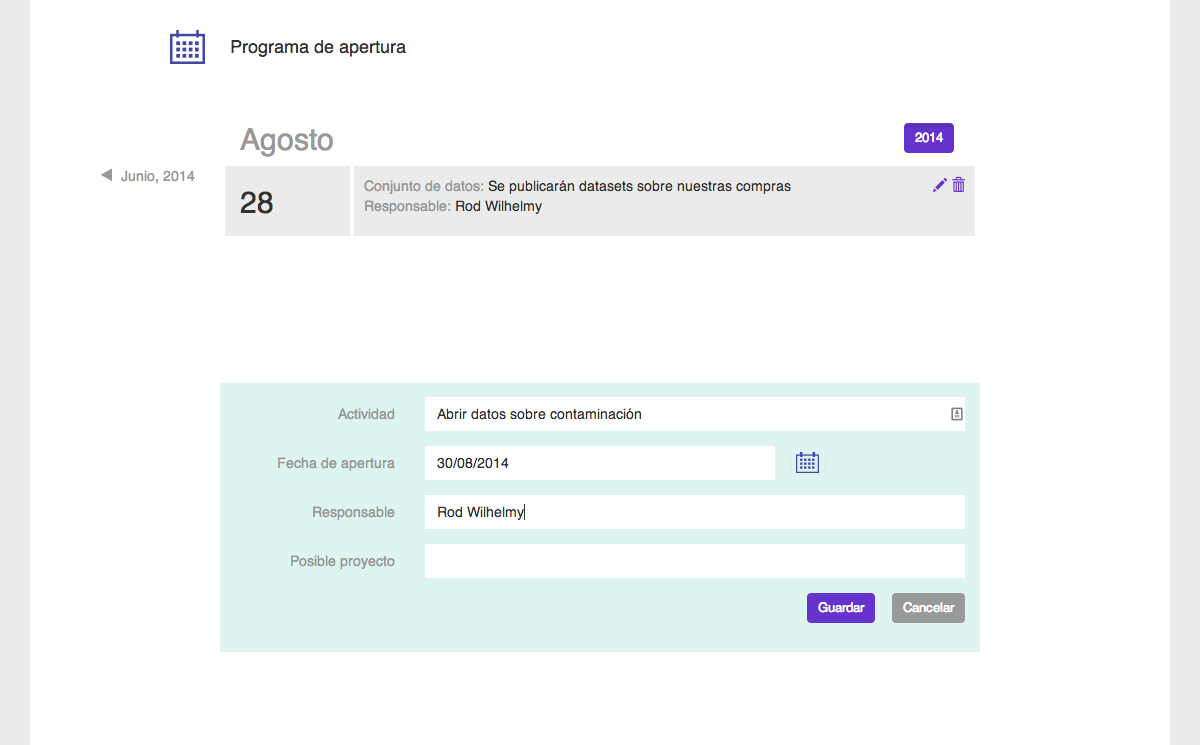 Programa de apertura
Agosto
2014
Junio, 2014
28
Conjunto de datos: Se publicarán datasets sobre nuestras compras
Responsable: Rod Wilhelmy
Actividad
Abrir datos sobre contaminación
Fecha de apertura
30/08/2014
Responsable
Rod Wilhelmy
Posible proyecto
Guardar
Cancelar